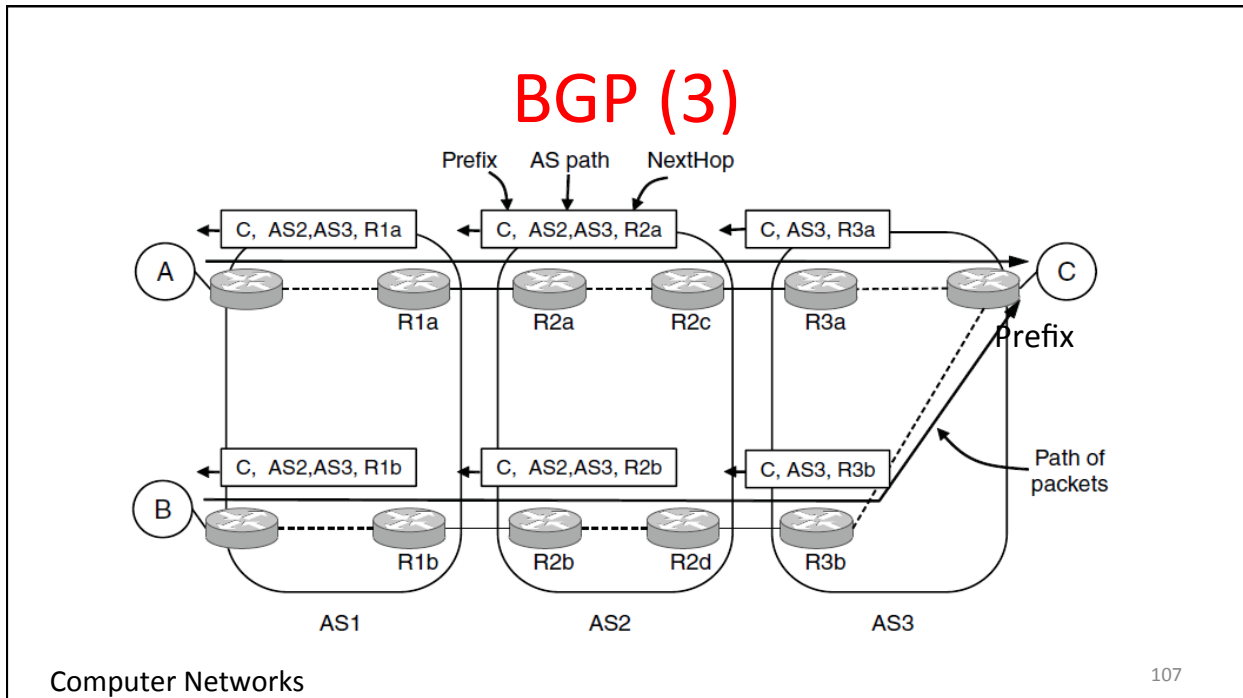 BGP (3)
Prefix AS path NextHop
C, AS2,AS3, R1a
C, AS2,AS3, R2a
C, AS3, R3a
A
C
R1a
R2a
R2c
R3a
Prefix
C, AS2,AS3, R1b
C, AS2,AS3, R2b
C, AS3, R3b
Path of
packets
B
R1b
R2b
R2d
R3b
AS1
AS2
AS3
Computer Networks
107